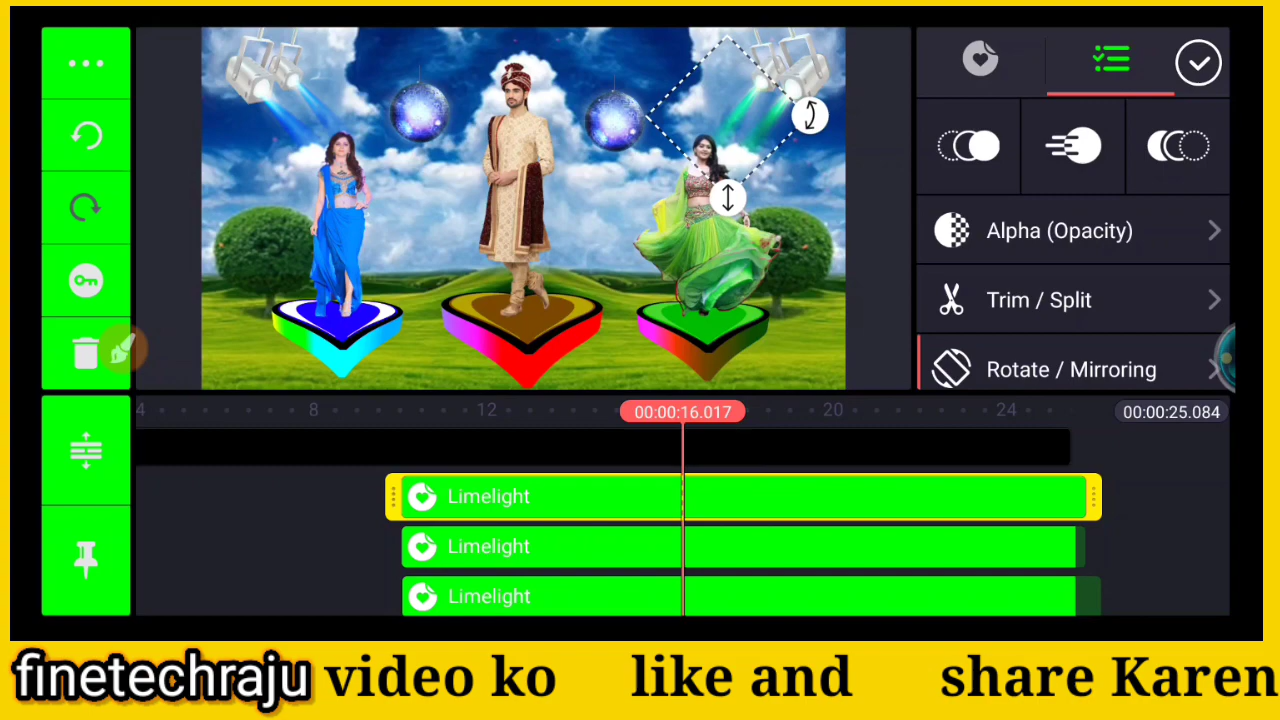 Alpha (Opacity)
Trim / Split
Rotate / Mirroring
4 8 12 00:00:16.017 20 24 00:00:25.084
Limelight
Limelight
Limelight
finetechraju video ko like and share Karen